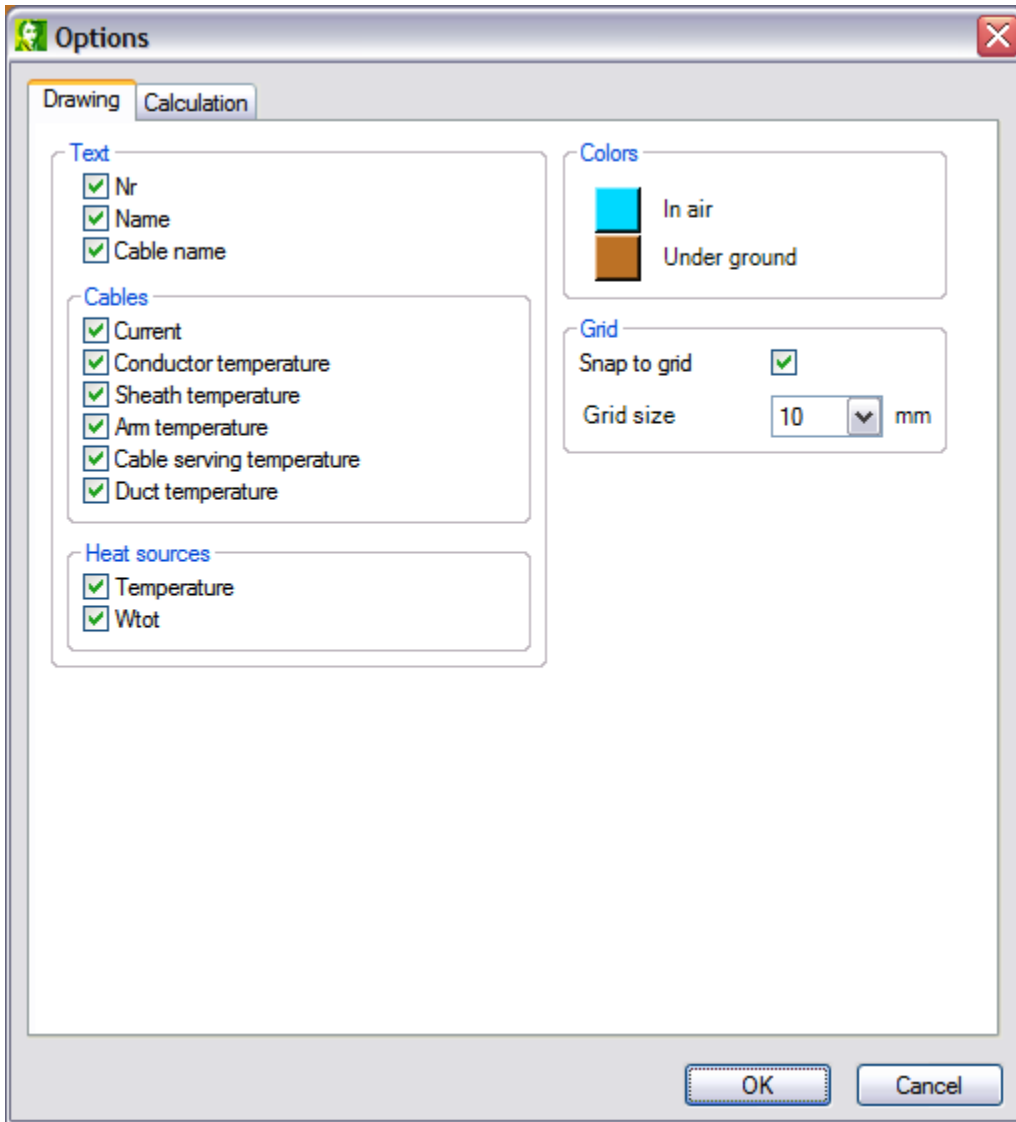 Options
Drawing
Calculation
Text
Nr
Name
Cable name
Cables
Current
Conductor temperature
Sheath temperature
Arm temperature
Cable serving temperature
Duct temperature
Heat sources
Temperature
Wtot
Colors
In air
Under ground
Grid
Snap to grid
Grid size 10 mm
OK
Cancel